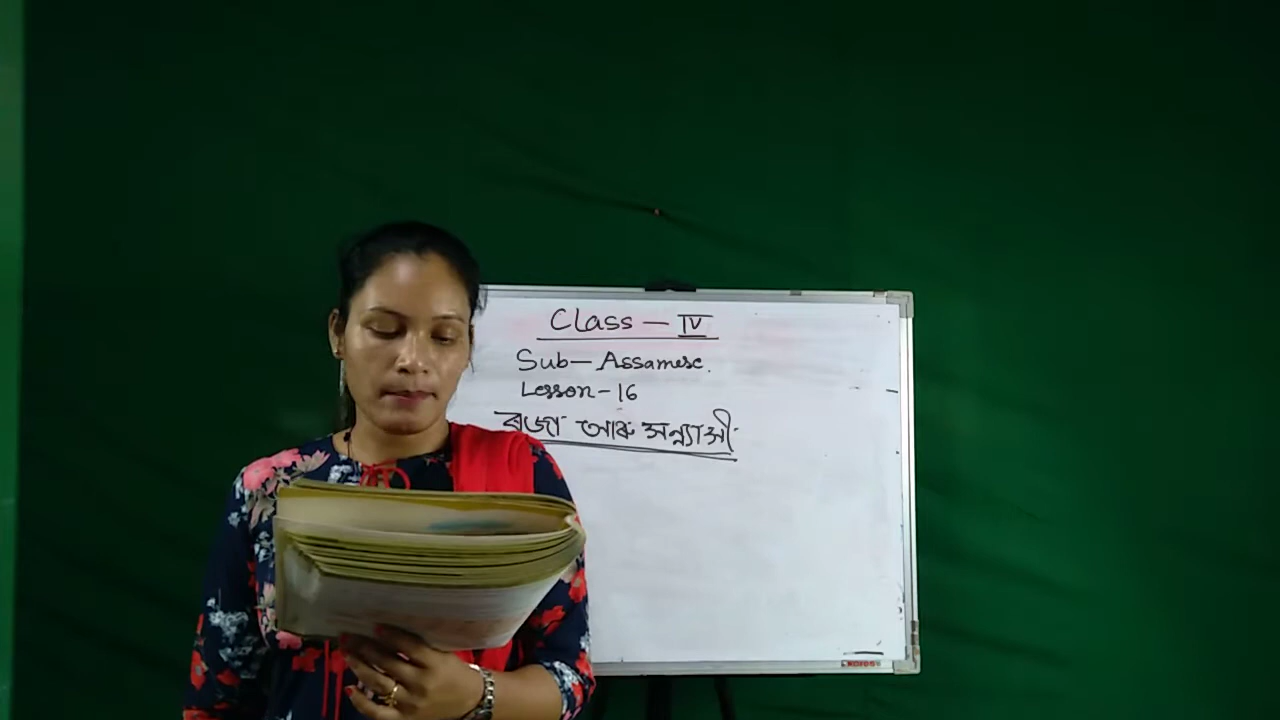 Class - IV
Sub - Assamese.
Lesson - 16
ৰজা আৰু সন্ন্যাসী